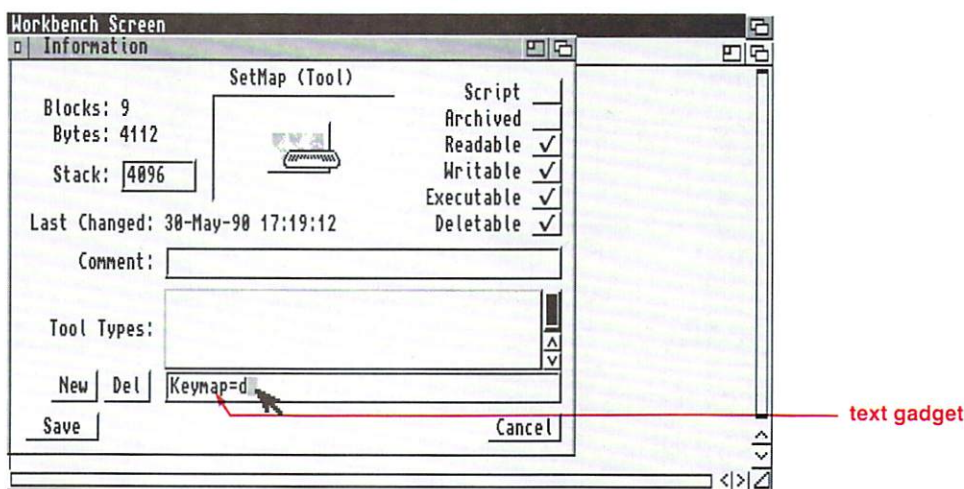 Workbench Screen
Information
SetMap (Tool)
Blocks: 9
Bytes: 4112
Stack: 4096
Script
Archived
Readable
Writable
Executable
Deletable
Last Changed: 30-May-90 17:19:12
Comment:
Tool Types:
New Del Keymap=d
Save Cancel
text gadget